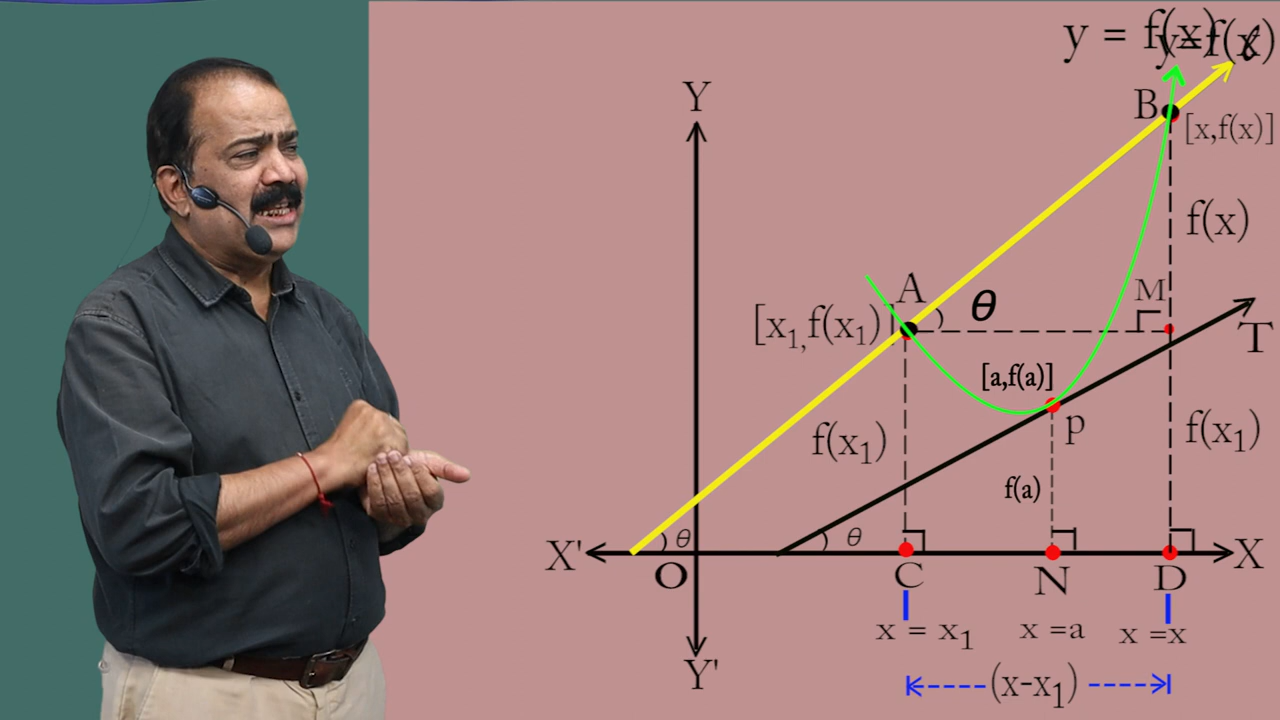 y = f(x)
y=f(x)
Y
B
[x,f(x)]
f(x)
A
θ
M
[x₁,f(x₁)]
T
[a,f(a)]
p
f(x₁)
f(x₁)
f(a)
θ
θ
X'
X
O
C
N
D
x = x₁
x =a
x =x
Y'
(x-x₁)